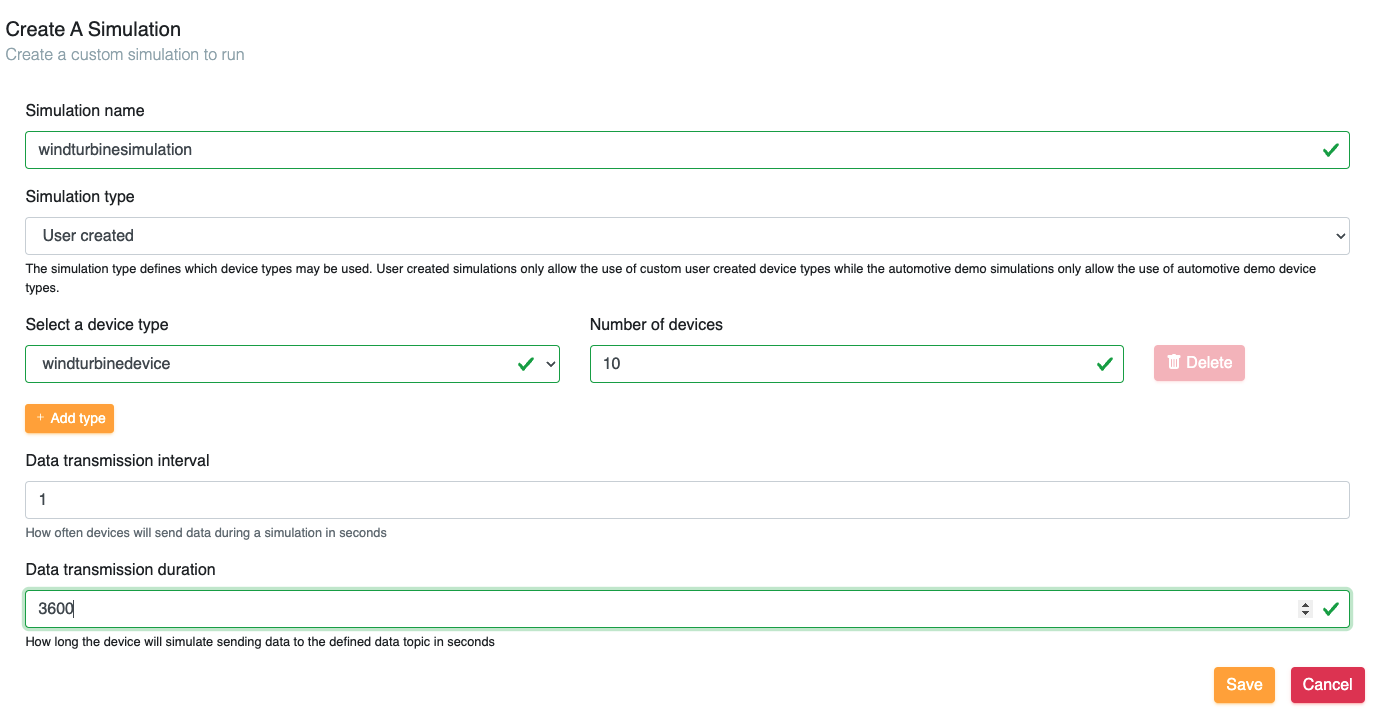 Create A Simulation
Create a custom simulation to run
Simulation name
windturbinesimulation
Simulation type
User created
The simulation type defines which device types may be used. User created simulations only allow the use of custom user created device types while the automotive demo simulations only allow the use of automotive demo device
types.
Select a device type
Number of devices
windturbinedevice
10
Delete
+ Add type
Data transmission interval
1
How often devices will send data during a simulation in seconds
Data transmission duration
3600
How long the device will simulate sending data to the defined data topic in seconds
Save
Cancel